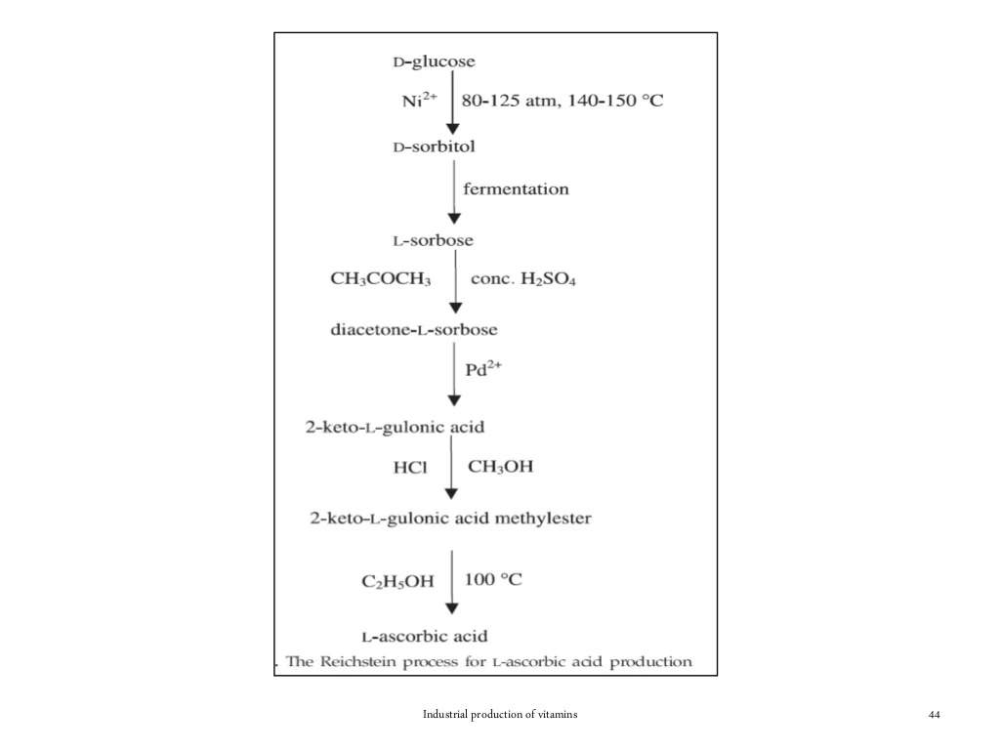 D-glucose
Ni²⁺ 80-125 atm, 140-150 °C
D-sorbitol
fermentation
L-sorbose
CH₃COCH₃ conc. H₂SO₄
diacetone-L-sorbose
Pd²⁺
2-keto-L-gulonic acid
HCl CH₃OH
2-keto-L-gulonic acid methylester
C₂H₅OH 100 °C
L-ascorbic acid
. The Reichstein process for L-ascorbic acid production
Industrial production of vitamins 44